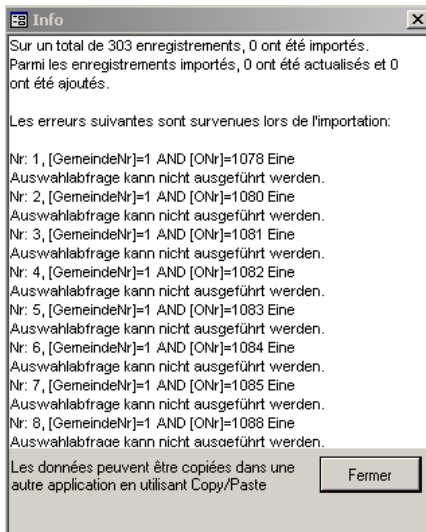 Info
Sur un total de 303 enregistrements, 0 ont été importés.
Parmi les enregistrements importés, 0 ont été actualisés et 0
ont été ajoutés.
Les erreurs suivantes sont survenues lors de l'importation:
Nr: 1, [GemeindeNr]=1 AND [ONr]=1078 Eine
Auswahlabfrage kann nicht ausgeführt werden.
Nr: 2, [GemeindeNr]=1 AND [ONr]=1080 Eine
Auswahlabfrage kann nicht ausgeführt werden.
Nr: 3, [GemeindeNr]=1 AND [ONr]=1081 Eine
Auswahlabfrage kann nicht ausgeführt werden.
Nr: 4, [GemeindeNr]=1 AND [ONr]=1082 Eine
Auswahlabfrage kann nicht ausgeführt werden.
Nr: 5, [GemeindeNr]=1 AND [ONr]=1083 Eine
Auswahlabfrage kann nicht ausgeführt werden.
Nr: 6, [GemeindeNr]=1 AND [ONr]=1084 Eine
Auswahlabfrage kann nicht ausgeführt werden.
Nr: 7, [GemeindeNr]=1 AND [ONr]=1085 Eine
Auswahlabfrage kann nicht ausgeführt werden.
Nr: 8, [GemeindeNr]=1 AND [ONr]=1088 Eine
Auswahlabfrage kann nicht ausgeführt werden.
Les données peuvent être copiées dans une
autre application en utilisant Copy/Paste
Fermer